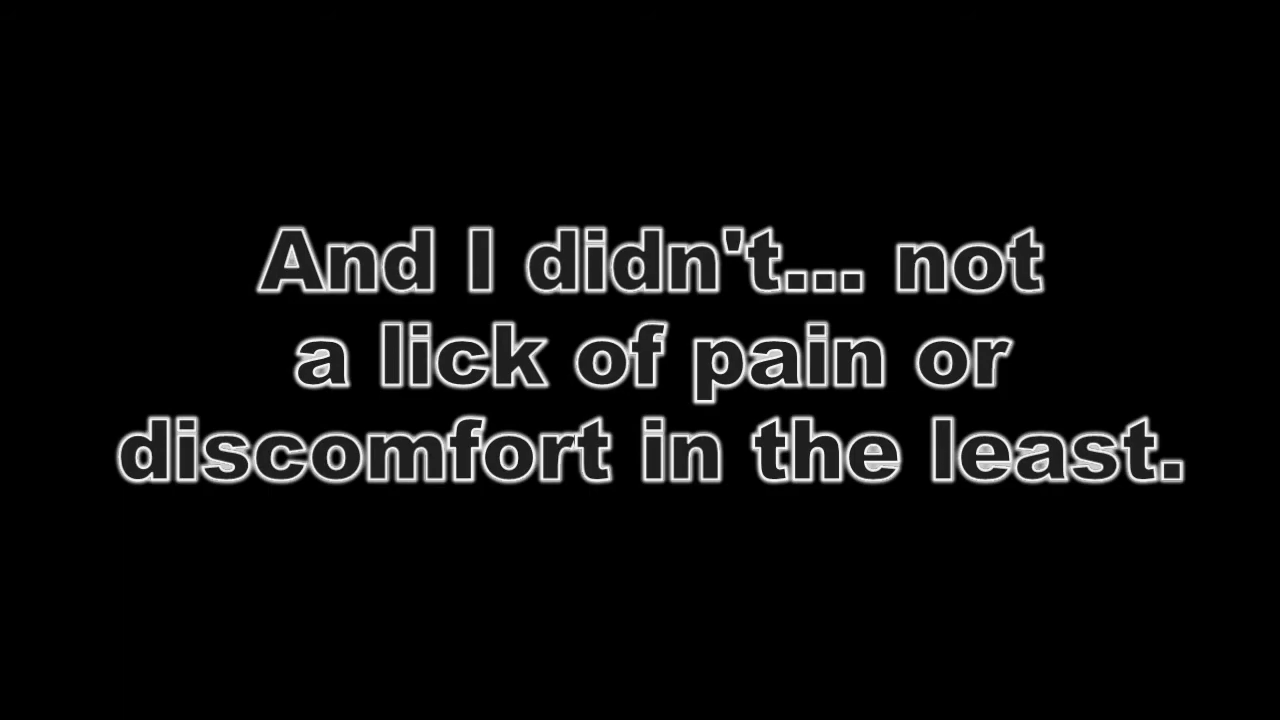 And I didn't... not
a lick of pain or
discomfort in the least.